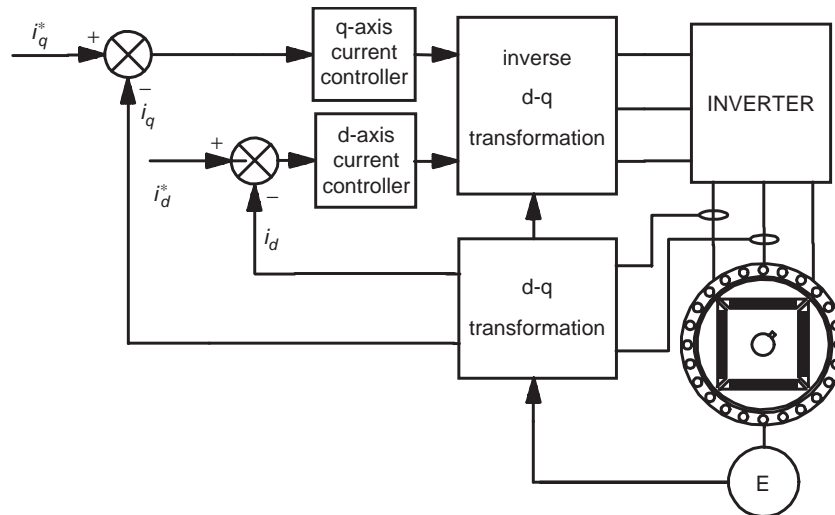 i*q
+
−
iq
q-axis
current
controller
inverse
d-q
transformation
INVERTER
+
−
i*d
id
d-axis
current
controller
d-q
transformation
E